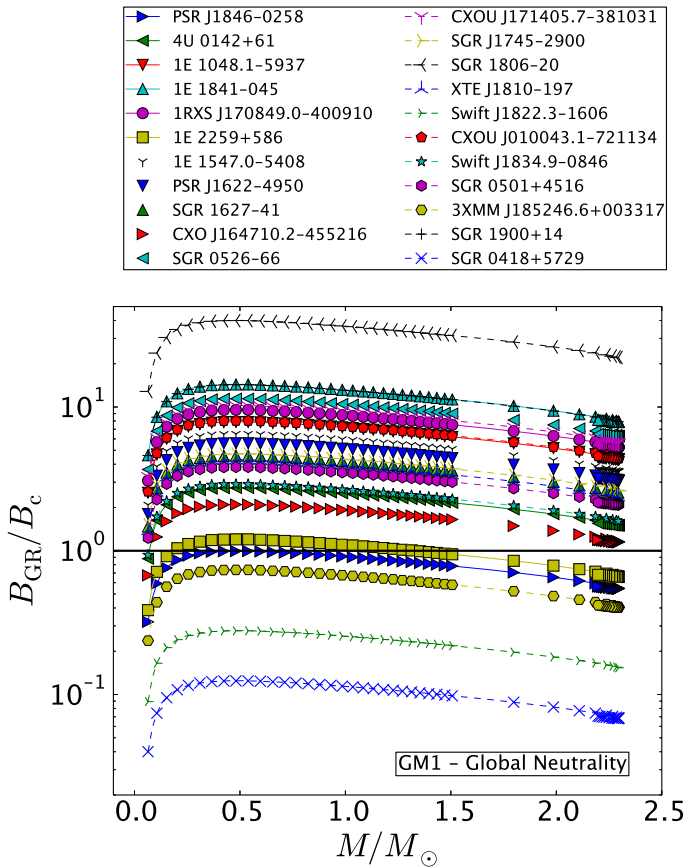 PSR J1846−0258
4U 0142+61
1E 1048.1−5937
1E 1841−045
1RXS J170849.0−400910
1E 2259+586
1E 1547.0−5408
PSR J1622−4950
SGR 1627−41
CXO J164710.2−455216
SGR 0526−66
CXOU J171405.7−381031
SGR J1745−2900
SGR 1806−20
XTE J1810−197
Swift J1822.3−1606
CXOU J010043.1−721134
Swift J1834.9−0846
SGR 0501+4516
3XMM J185246.6+003317
SGR 1900+14
SGR 0418+5729
B_GR/B_c
10^1
10^0
10^−1
GM1 – Global Neutrality
0.0 0.5 1.0 1.5 2.0 2.5
M/M_⊙